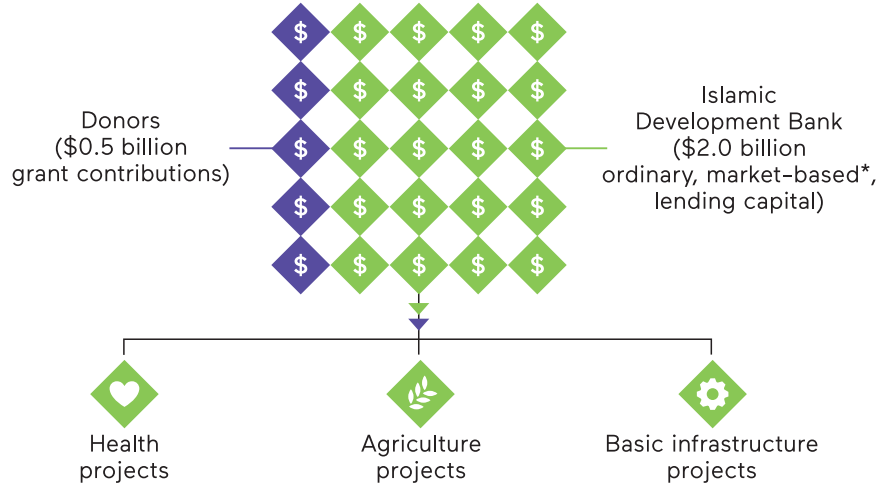 $ $ $ $ $
$ $ $ $ $
$ $ $ $ $
$ $ $ $ $
$ $ $ $ $
Donors
($0.5 billion
grant contributions)
Islamic
Development Bank
($2.0 billion
ordinary, market-based*,
lending capital)
Health
projects
Agriculture
projects
Basic infrastructure
projects